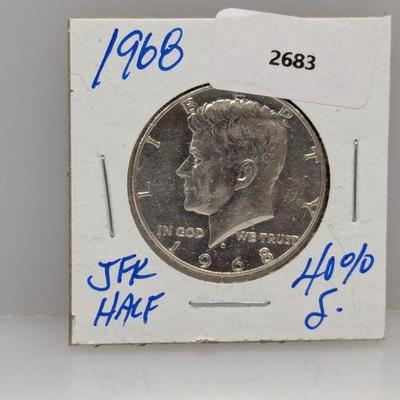 1968
2683
LIBERTY
IN GOD WE TRUST
1968
JFK
HALF
40%
S.